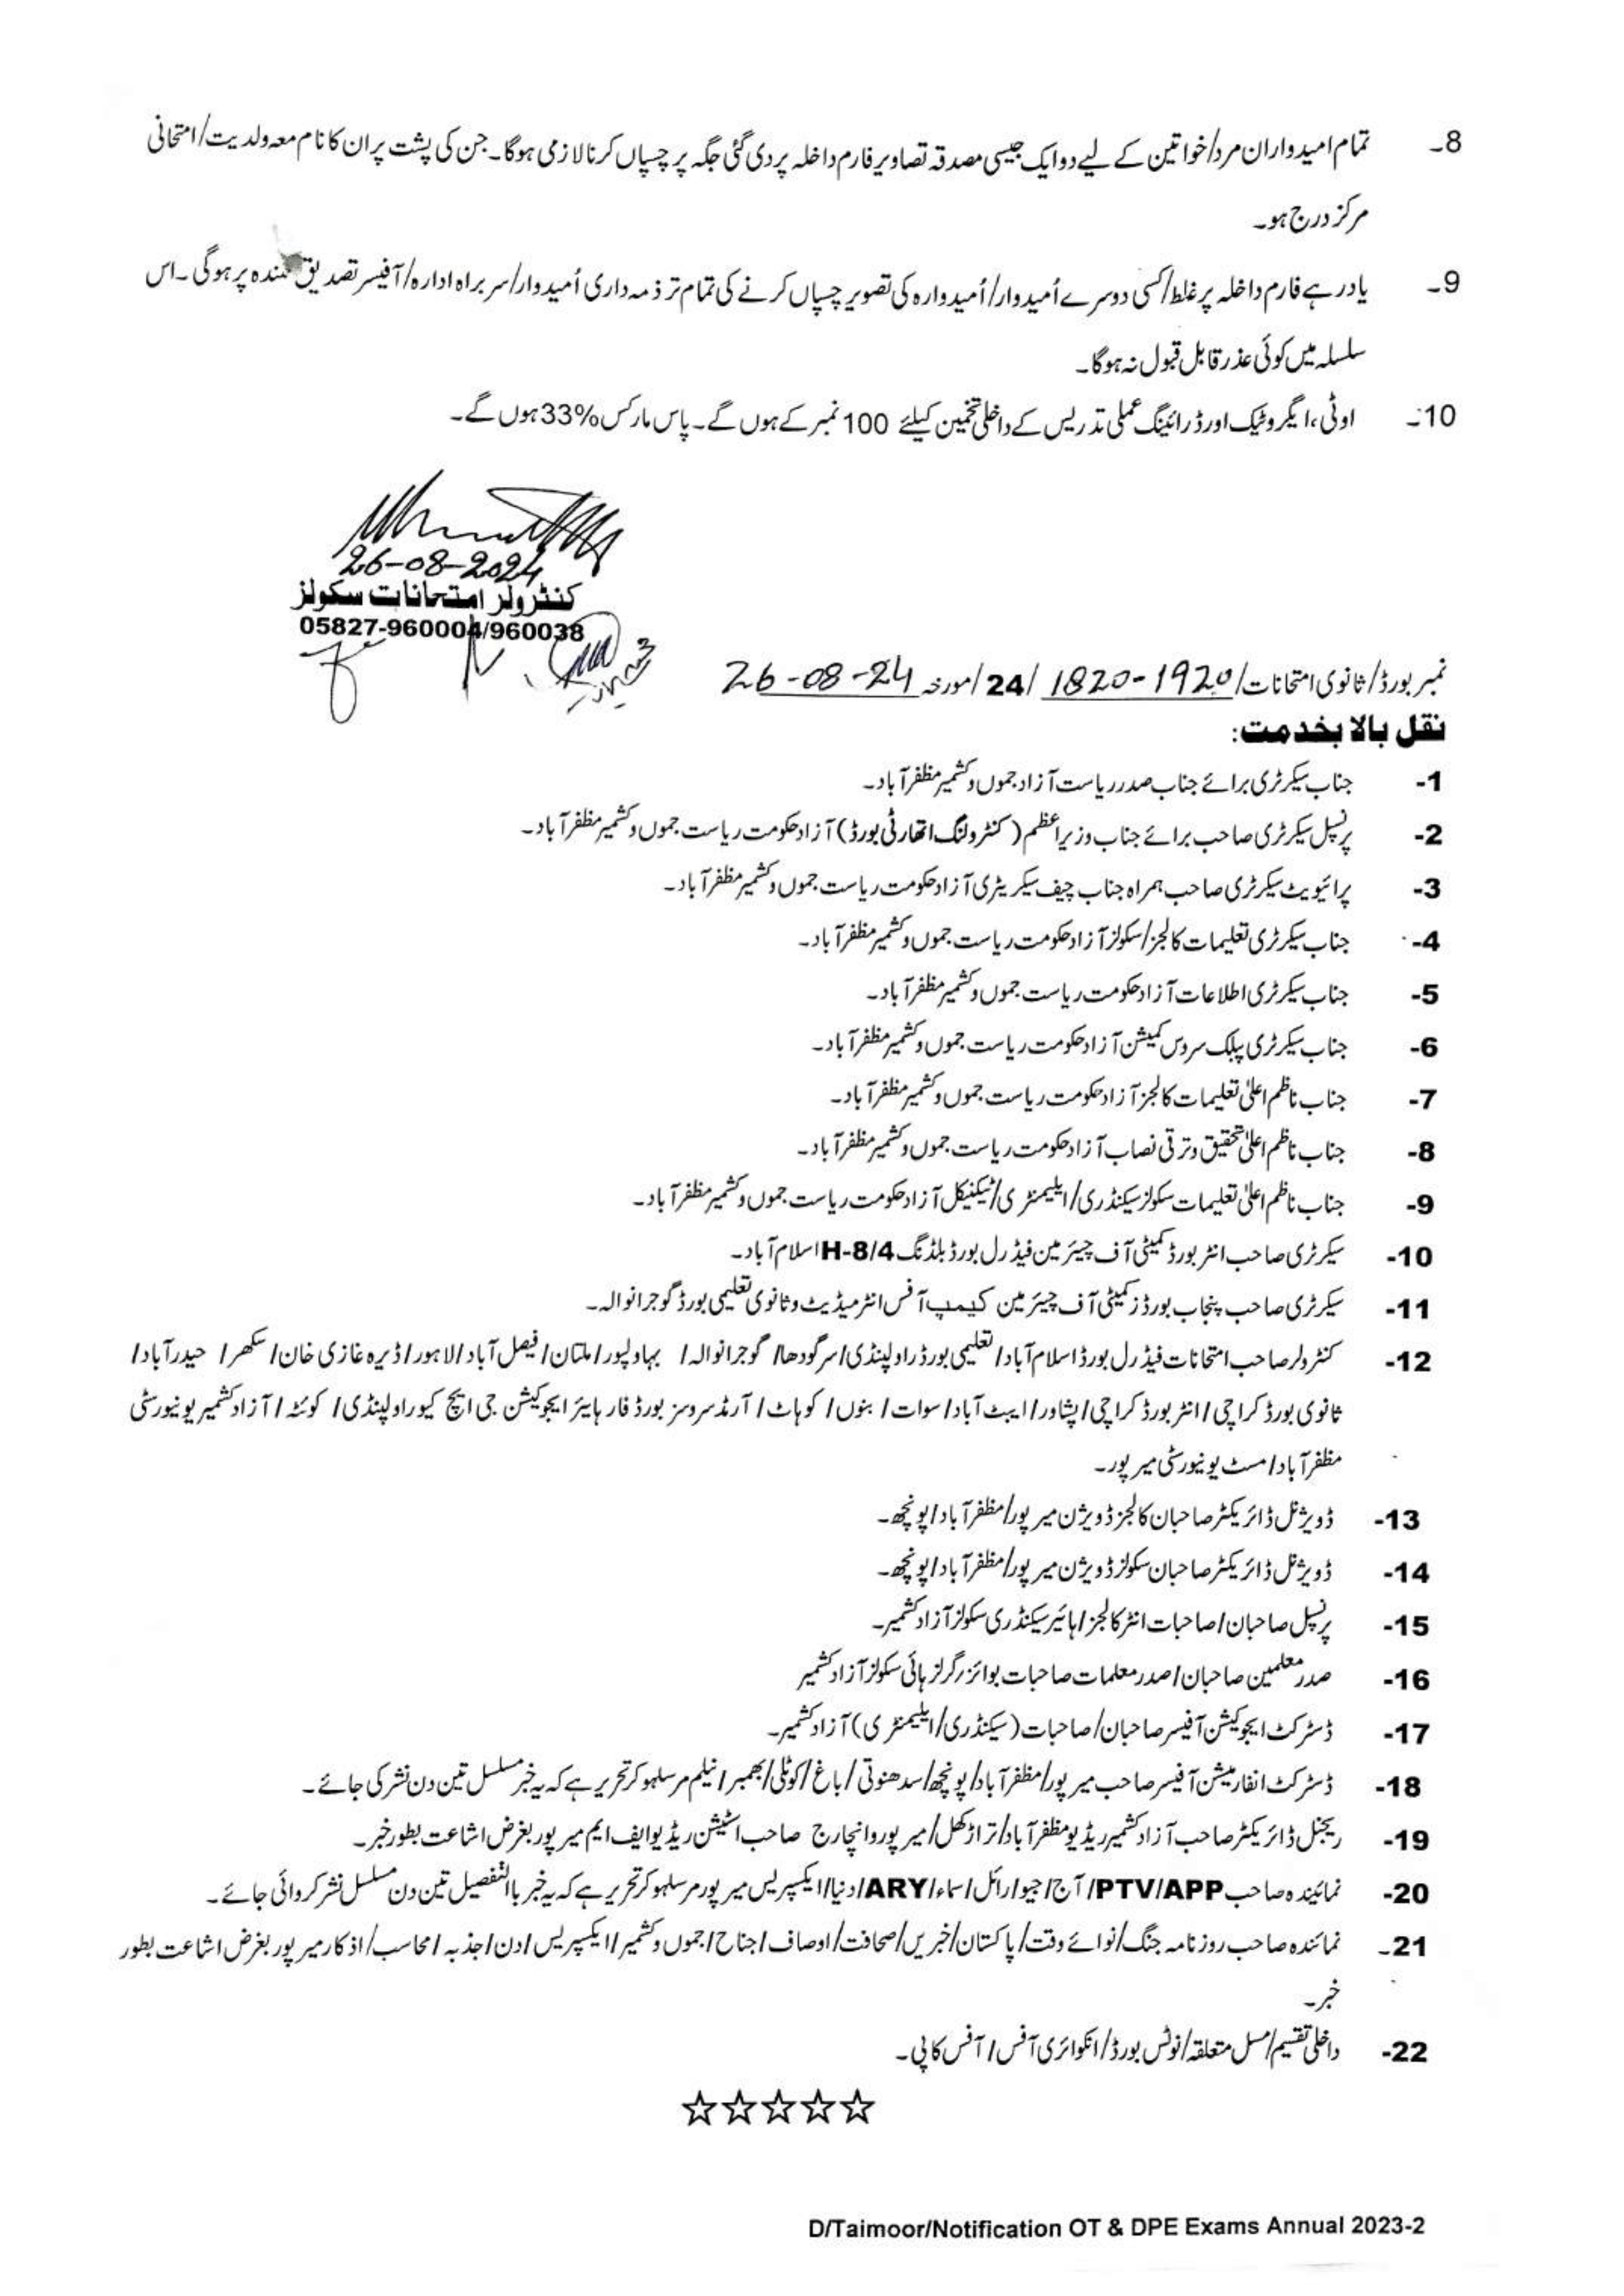 8۔ تمام امیدواران مرد/خواتین کے لیے دو ایک جیسی مصدقہ تصاویر فارم داخلہ پر دی گئی جگہ پر چسپاں کرنا لازمی ہوگا۔ جن کی پشت پر ان کا نام معہ ولدیت/امتحانی
مرکز درج ہو۔
9۔ یاد رہے فارم داخلہ پر غلط/کسی دوسرے اُمیدوار/اُمیدوارہ کی تصویر چسپاں کرنے کی تمام تر ذمہ داری اُمیدوار/سربراہ ادارہ/آفیسر تصدیق کنندہ پر ہوگی۔ اس
سلسلہ میں کوئی عذر قابل قبول نہ ہوگا۔
10۔ اوٹی، ایگروٹیک اور ڈرائینگ عملی تدریس کے داخلی تخمین کیلئے 100 نمبر کے ہوں گے۔ پاس مارکس 33% ہوں گے۔
26-08-2024
کنٹرولر امتحانات سکولز
05827-960004/960038
نمبر بورڈ/ثانوی امتحانات/1820-1920/24/مورخہ 26-08-24
نقل بالا بخدمت:
1- جناب سیکرٹری برائے جناب صدر ریاست آزاد جموں و کشمیر مظفرآباد۔
2- پرنسپل سیکرٹری صاحب برائے جناب وزیراعظم (کنٹرولنگ اتھارٹی بورڈ) آزاد حکومت ریاست جموں و کشمیر مظفرآباد۔
3- پرائیویٹ سیکرٹری صاحب ہمراہ جناب چیف سیکریٹری آزاد حکومت ریاست جموں و کشمیر مظفرآباد۔
4- جناب سیکرٹری تعلیمات کالجز/سکولز آزاد حکومت ریاست جموں و کشمیر مظفرآباد۔
5- جناب سیکرٹری اطلاعات آزاد حکومت ریاست جموں و کشمیر مظفرآباد۔
6- جناب سیکرٹری پبلک سروس کمیشن آزاد حکومت ریاست جموں و کشمیر مظفرآباد۔
7- جناب ناظم اعلیٰ تعلیمات کالجز آزاد حکومت ریاست جموں و کشمیر مظفرآباد۔
8- جناب ناظم اعلیٰ تحقیق و ترقی نصاب آزاد حکومت ریاست جموں و کشمیر مظفرآباد۔
9- جناب ناظم اعلیٰ تعلیمات سکولز سیکنڈری/ایلیمنٹری/ٹیکنیکل آزاد حکومت ریاست جموں و کشمیر مظفرآباد۔
10- سیکرٹری صاحب انٹر بورڈ کمیٹی آف چیئرمین فیڈرل بورڈ بلڈنگ H-8/4 اسلام آباد۔
11- سیکرٹری صاحب پنجاب بورڈز کمیٹی آف چیئرمین کیمپ آفس انٹرمیڈیٹ و ثانوی تعلیمی بورڈ گوجرانوالہ۔
12- کنٹرولر صاحب امتحانات فیڈرل بورڈ اسلام آباد/تعلیمی بورڈ راولپنڈی/سرگودھا/ گوجرانوالہ/ بہاولپور/ملتان/فیصل آباد/لاہور/ڈیرہ غازی خان/سکھر/ حیدرآباد/
ثانوی بورڈ کراچی/انٹر بورڈ کراچی/پشاور/ایبٹ آباد/سوات/ بنوں/ کوہاٹ/ آرمڈ سروسز بورڈ فار ہایئر ایجوکیشن جی ایچ کیو راولپنڈی/ کوئٹہ/آزاد کشمیر یونیورسٹی
مظفرآباد/مسٹ یونیورسٹی میرپور۔
13- ڈویژنل ڈائریکٹر صاحبان کالجز ڈویژن میرپور/مظفرآباد/پونچھ۔
14- ڈویژنل ڈائریکٹر صاحبان سکولز ڈویژن میرپور/مظفرآباد/پونچھ۔
15- پرنسپل صاحبان/صاحبات انٹر کالجز/ہائیر سیکنڈری سکولز آزاد کشمیر۔
16- صدر معلمین صاحبان/صدر معلمات صاحبات بوائز رگرلز ہائی سکولز آزاد کشمیر
17- ڈسٹرکٹ ایجوکیشن آفیسر صاحبان/صاحبات (سیکنڈری/ایلیمنٹری) آزاد کشمیر۔
18- ڈسٹرکٹ انفارمیشن آفیسر صاحب میرپور/مظفرآباد/پونچھ/سدھنوتی/باغ/کوٹلی/بھمبر/نیلم مرسلہو کر تحریر ہے کہ یہ خبر مسلسل تین دن نشر کی جائے۔
19- ریجنل ڈائریکٹر صاحب آزاد کشمیر ریڈیو مظفرآباد/تراڑکھل/میرپور و انچارج صاحب اسٹیشن ریڈیو ایف ایم میرپور بغرض اشاعت بطور خبر۔
20- نمائیندہ صاحب PTV/APP/آج/جیو/رائل/سماء/ARY/دنیا/ایکسپریس میرپور مرسلہو کر تحریر ہے کہ یہ خبر باالتفصیل تین دن مسلسل نشر کروائی جائے۔
21۔ نمائندہ صاحب روزنامہ جنگ/نوائے وقت/پاکستان/خبریں/صحافت/اوصاف/جناح/جموں و کشمیر/ایکسپریس/دن/جذبہ/محاسب/اذکار میرپور بغرض اشاعت بطور
خبر۔
22- داخلی تقسیم/مسل متعلقہ/نوٹس بورڈ/انکوائری آفس/آفس کاپی۔
☆☆☆☆☆
D/Taimoor/Notification OT & DPE Exams Annual 2023-2